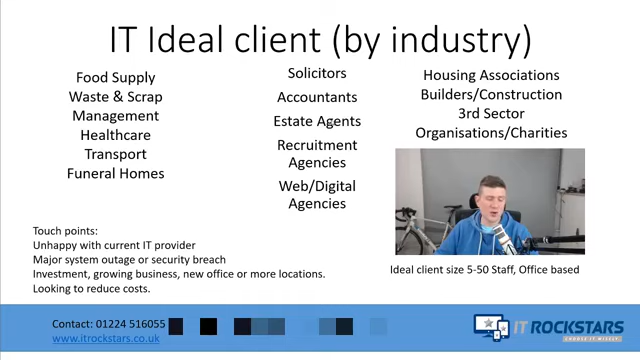 IT Ideal client (by industry)
Food Supply
Waste & Scrap
Management
Healthcare
Transport
Funeral Homes
Solicitors
Accountants
Estate Agents
Recruitment
Agencies
Web/Digital
Agencies
Housing Associations
Builders/Construction
3rd Sector
Organisations/Charities
Touch points:
Unhappy with current IT provider
Major system outage or security breach
Investment, growing business, new office or more locations.
Looking to reduce costs.
Ideal client size 5-50 Staff, Office based
Contact: 01224 516055
www.itrockstars.co.uk
IT ROCKSTARS
CHOOSE IT WISELY.